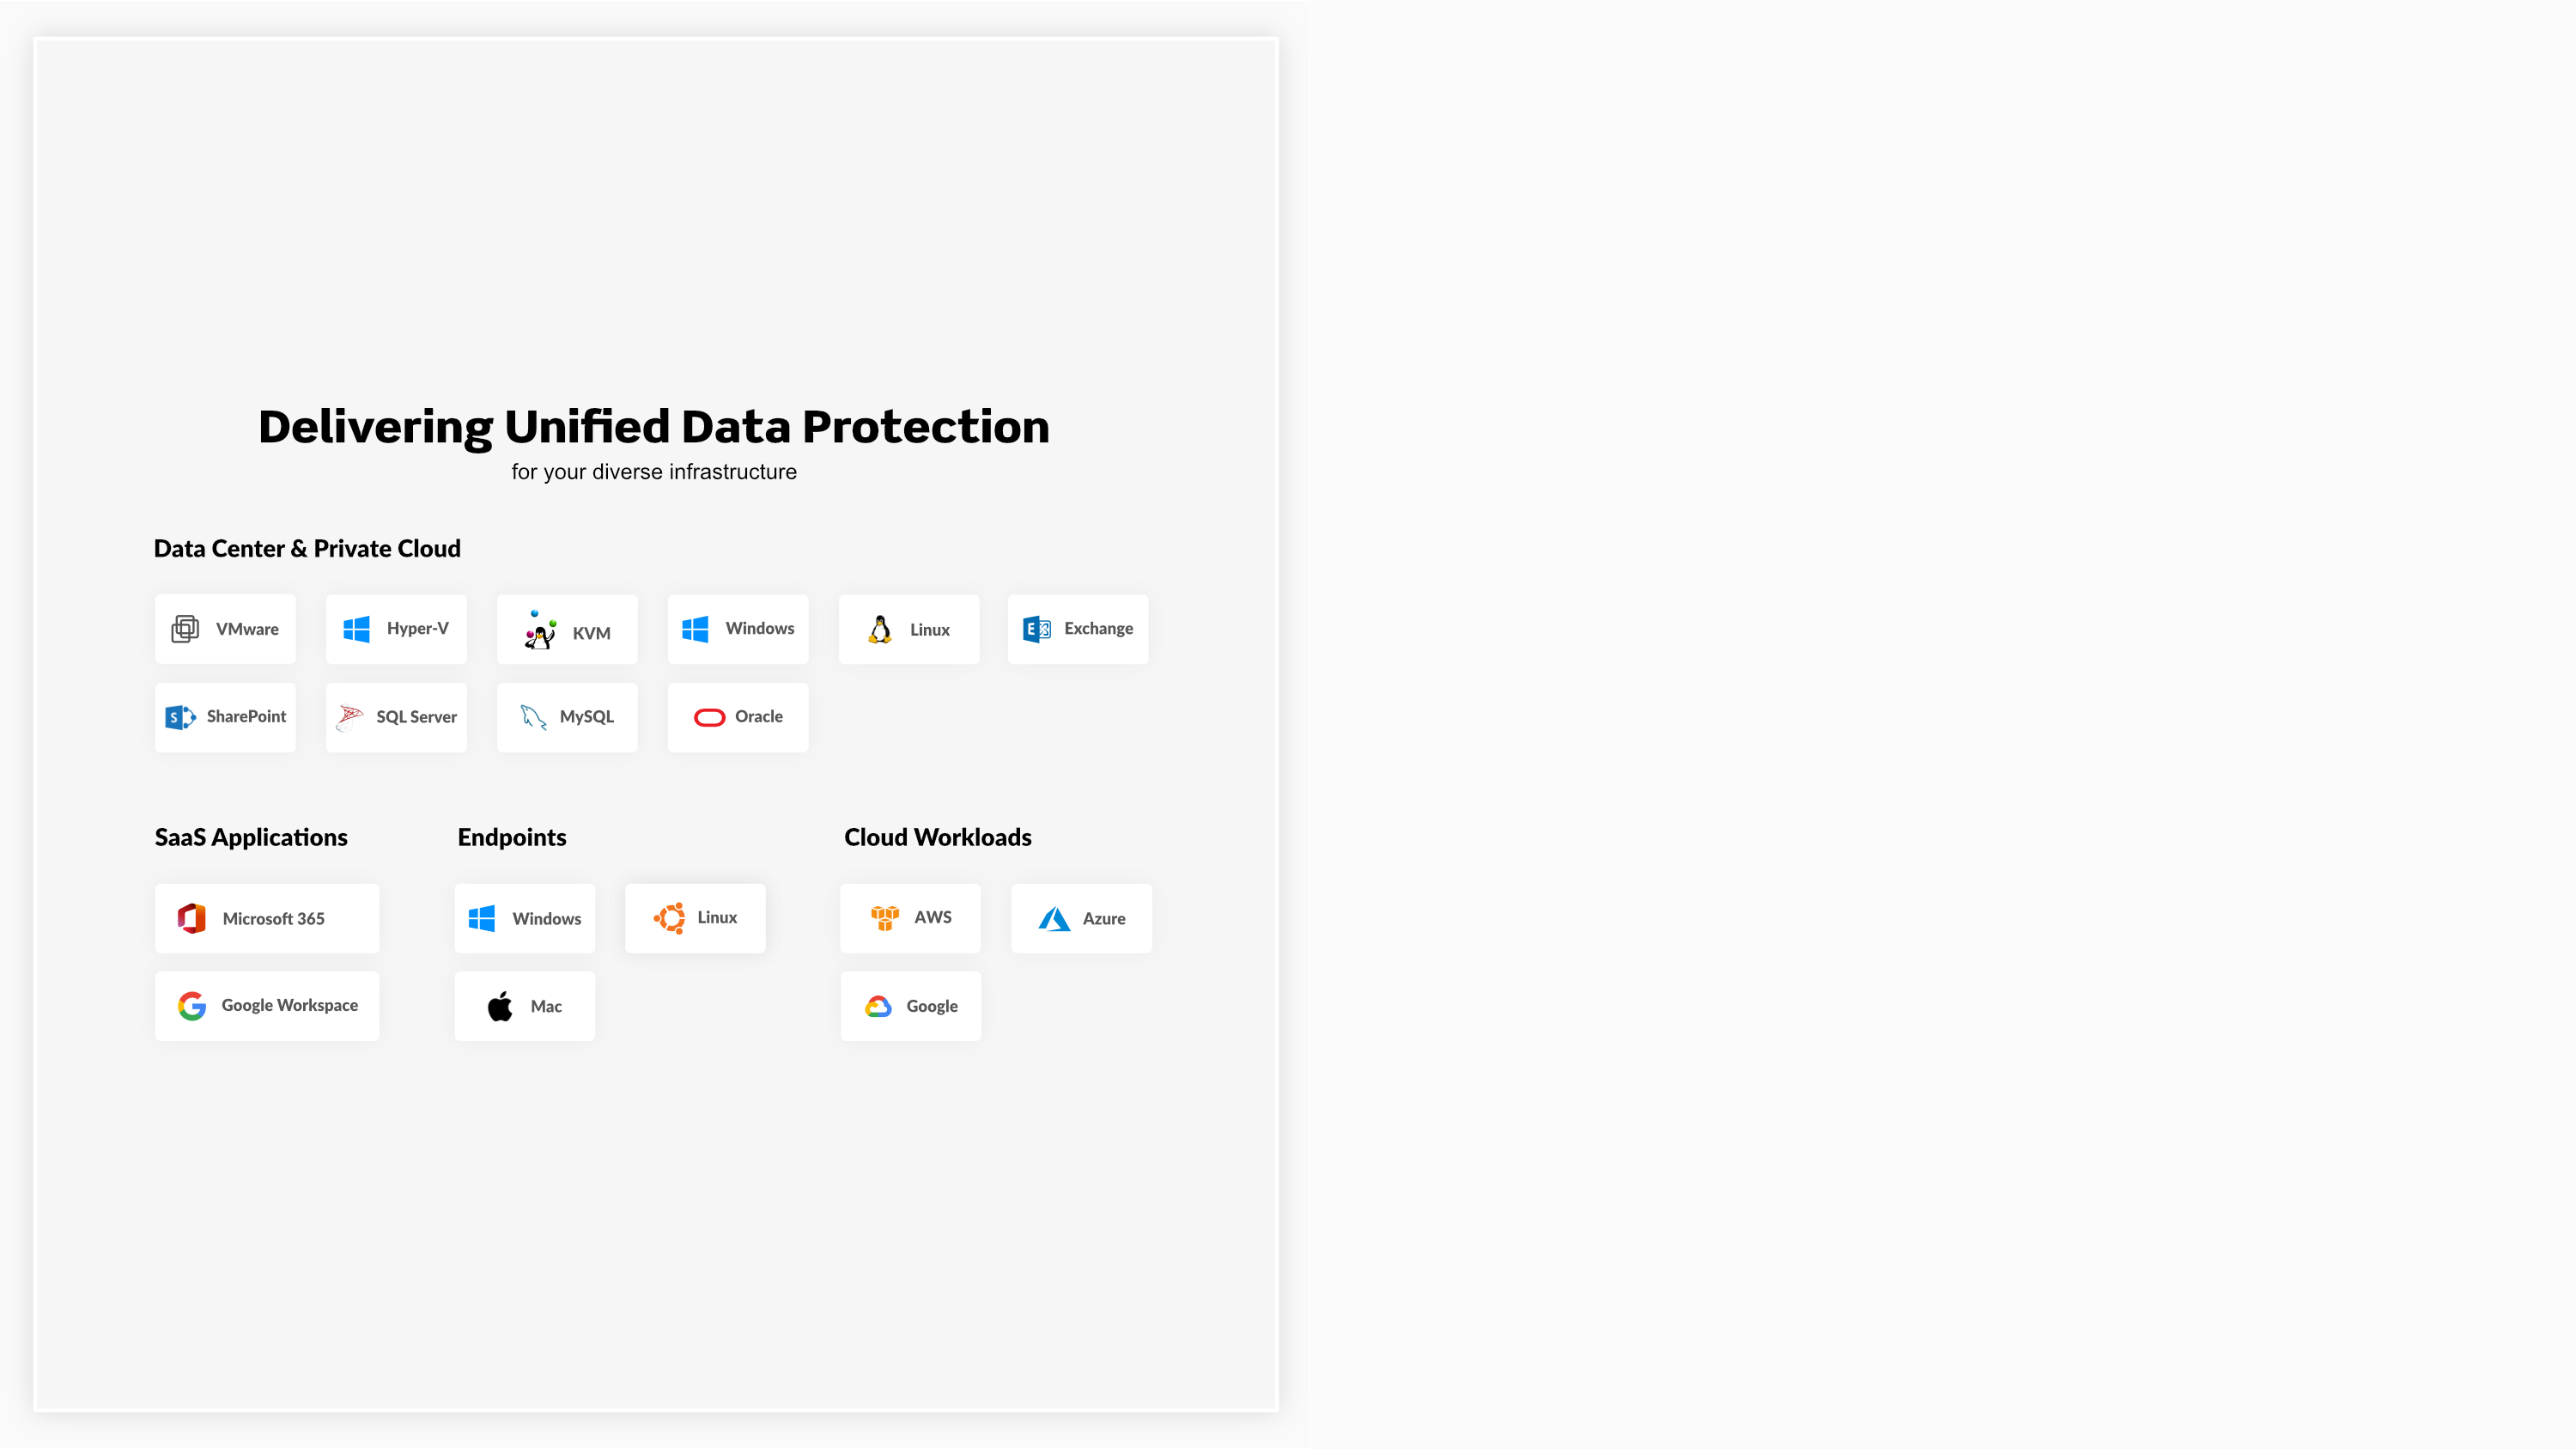 Delivering Unified Data Protection
for your diverse infrastructure
Data Center & Private Cloud
VMware
Hyper-V
KVM
Windows
Linux
E Exchange
S SharePoint
SQL Server
MySQL
Oracle
SaaS Applications
Microsoft 365
Google Workspace
Endpoints
Windows
Linux
Mac
Cloud Workloads
AWS
Azure
Google